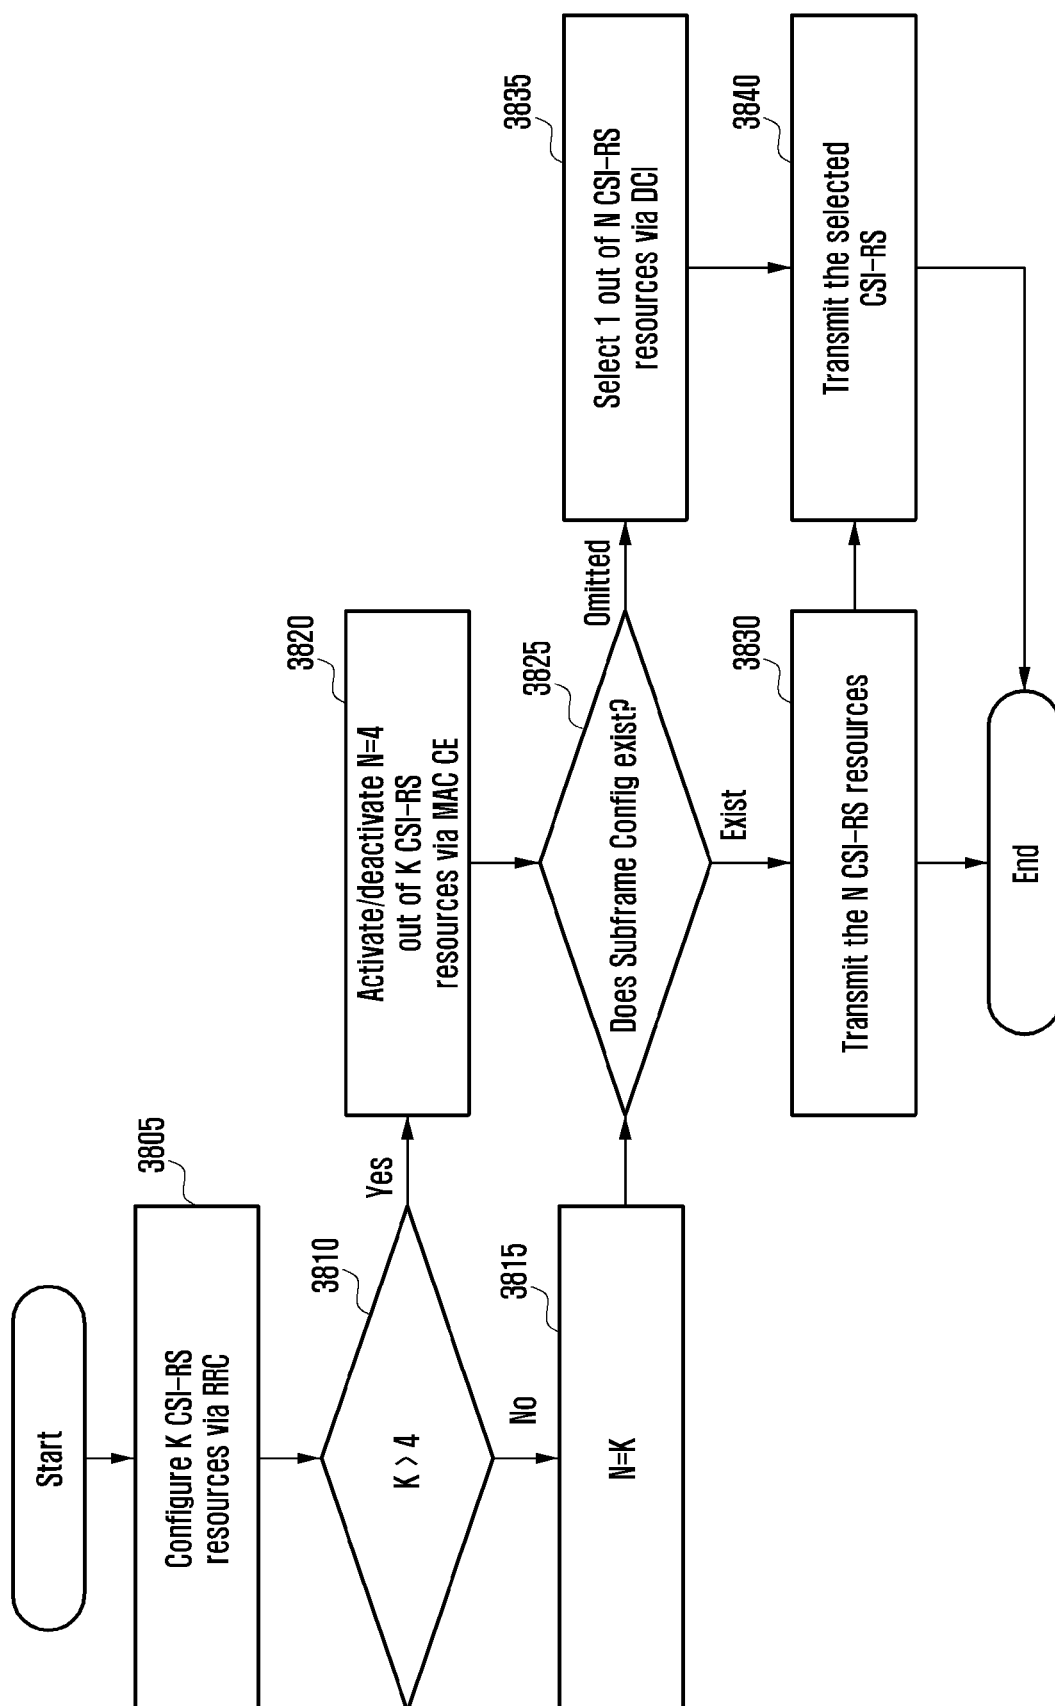 Start
3805
Configure K CSI-RS
resources via RRC
3810
K > 4
Yes
No
3815
N=K
3820
Activate/deactivate N=4
out of K CSI-RS
resources via MAC CE
3825
Does Subframe Config exist?
Omitted
Exist
3830
Transmit the N CSI-RS resources
3835
Select 1 out of N CSI-RS
resources via DCI
3840
Transmit the selected
CSI-RS
End